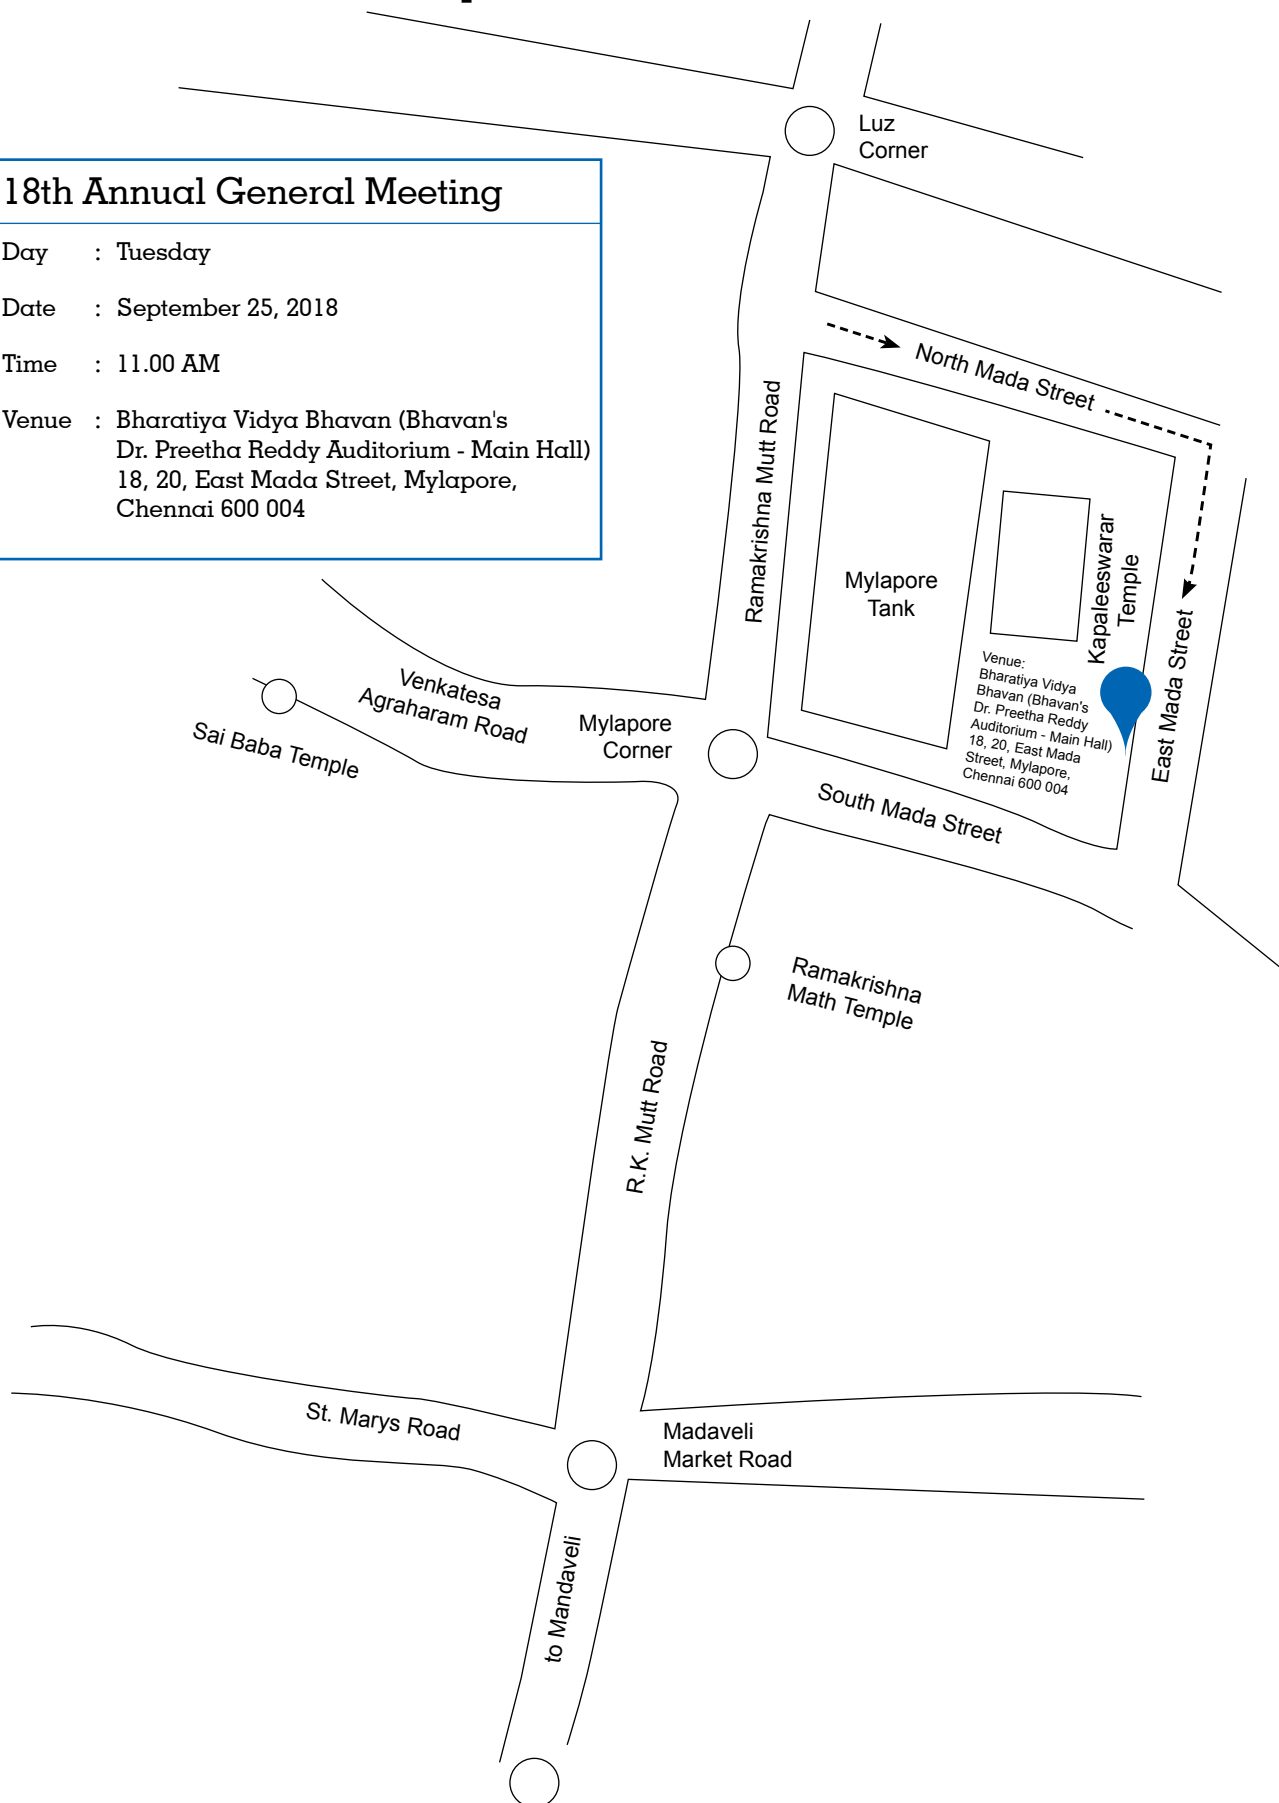 Luz
Corner
18th Annual General Meeting
Day : Tuesday
Date : September 25, 2018
Time : 11.00 AM
Venue : Bharatiya Vidya Bhavan (Bhavan's
Dr. Preetha Reddy Auditorium - Main Hall)
18, 20, East Mada Street, Mylapore,
Chennai 600 004
North Mada Street
Ramakrishna Mutt Road
Mylapore
Tank
Kapaleeswarar
Temple
East Mada Street
Venue:
Bharatiya Vidya
Bhavan (Bhavan's
Dr. Preetha Reddy
Auditorium - Main Hall)
18, 20, East Mada
Street, Mylapore,
Chennai 600 004
Venkatesa
Agraharam Road
Sai Baba Temple
Mylapore
Corner
South Mada Street
Ramakrishna
Math Temple
R.K. Mutt Road
St. Marys Road
Madaveli
Market Road
to Mandaveli